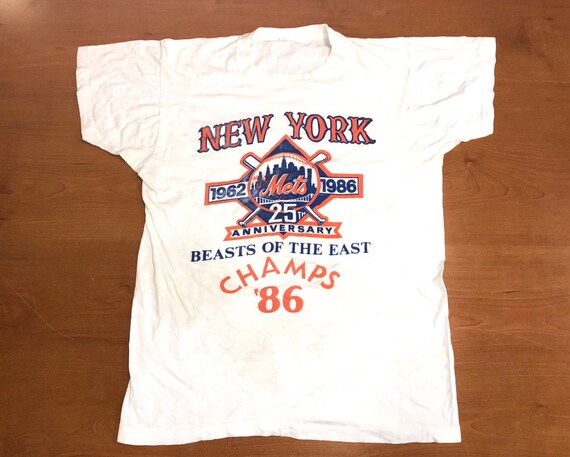 NEW YORK
1962 Mets 1986
25TH
ANNIVERSARY
BEASTS OF THE EAST
CHAMPS
'86